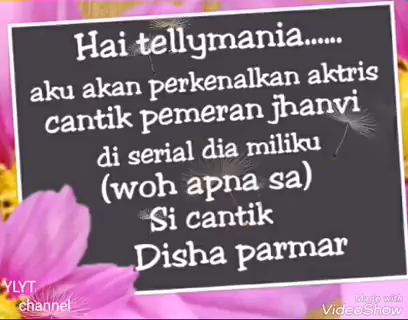 Hai tellymania......
aku akan perkenalkan aktris
cantik pemeran jhanvi
di serial dia miliku
(woh apna sa)
Si cantik
Disha parmar
YLYT
channel
Made with
VideoShow